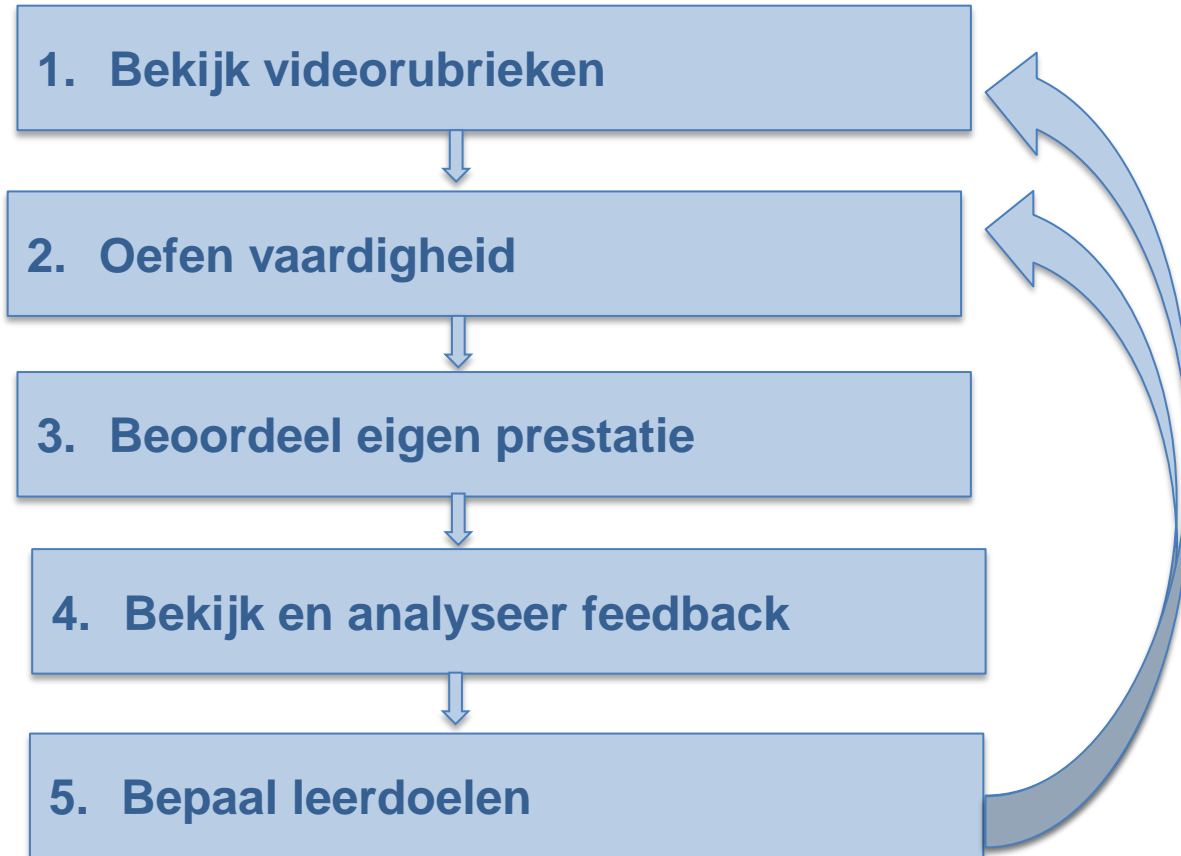 1. Bekijk videorubrieken
2. Oefen vaardigheid
3. Beoordeel eigen prestatie
4. Bekijk en analyseer feedback
5. Bepaal leerdoelen